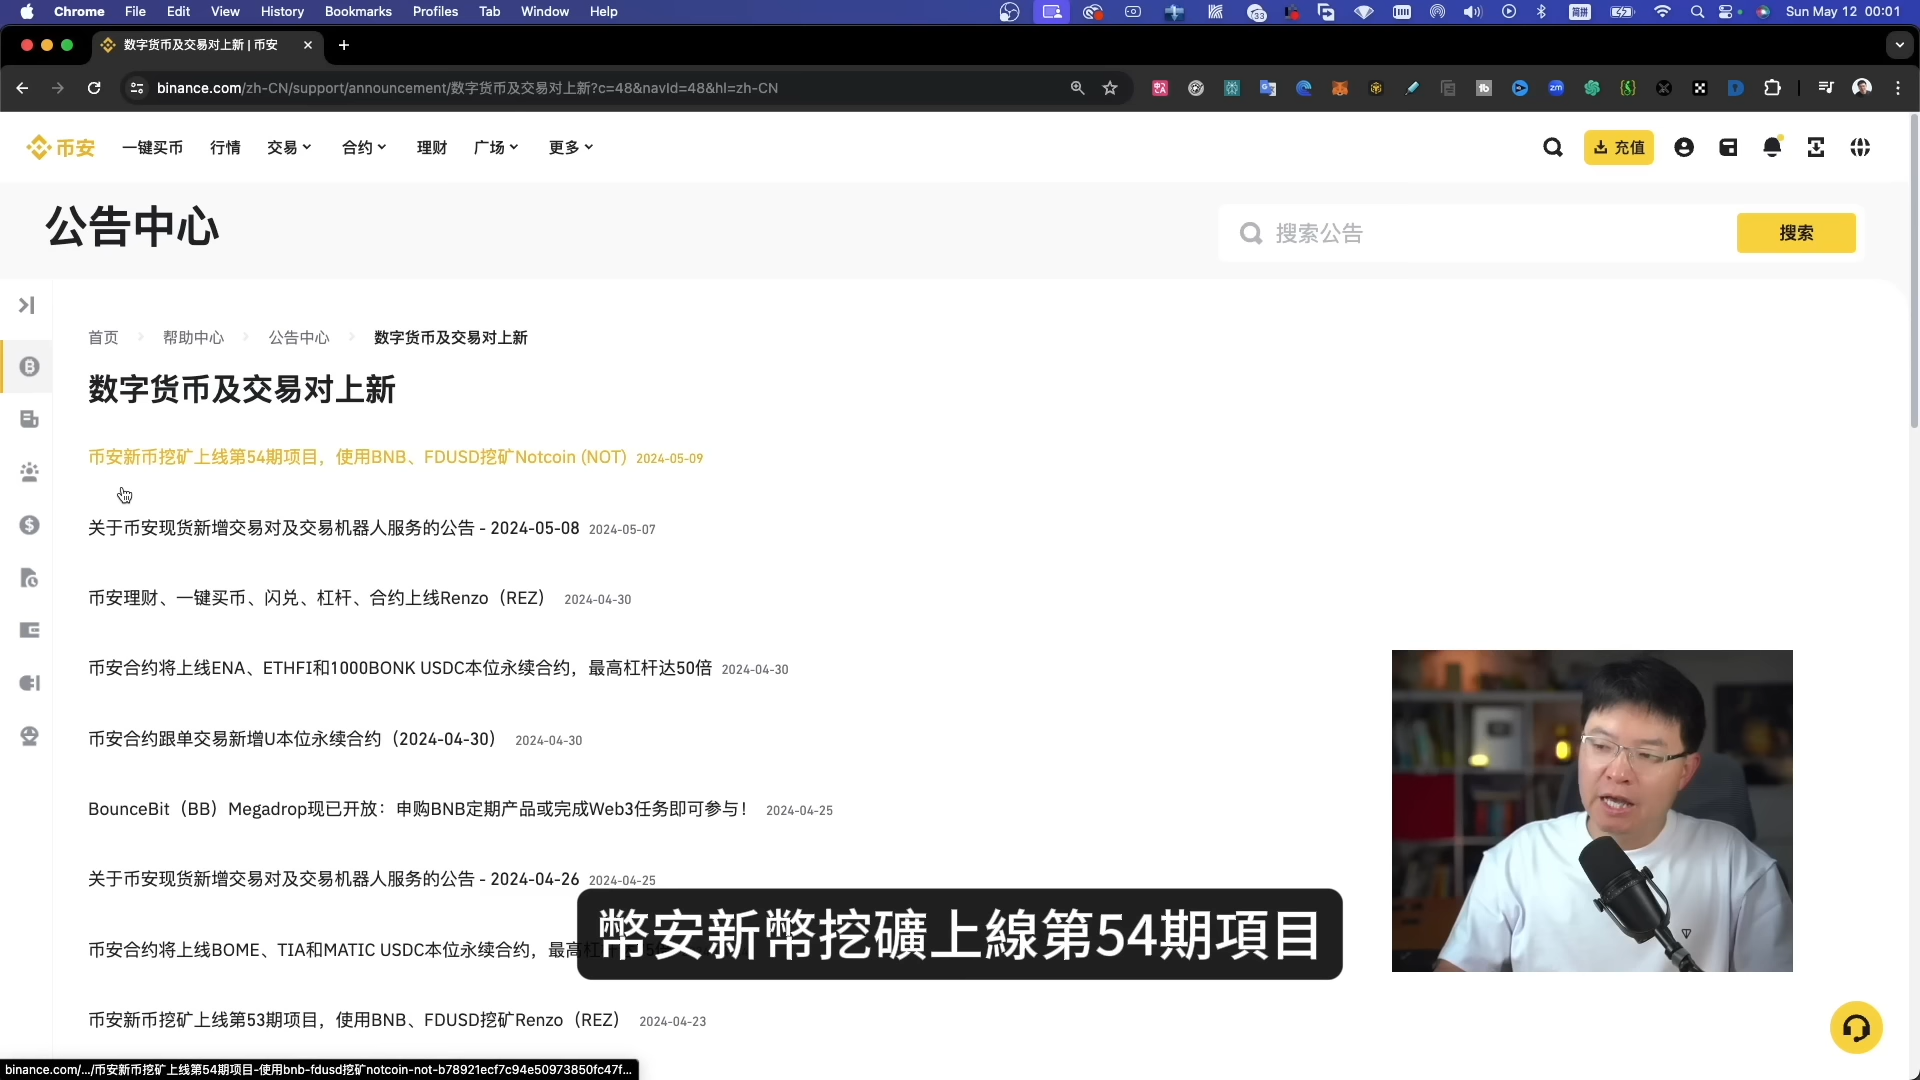 Chrome File Edit View History Bookmarks Profiles Tab Window Help
33
Sun May 12 00:01
数字货币及交易对上新 | 币安
binance.com/zh-CN/support/announcement/数字货币及交易对上新?c=48&navId=48&hl=zh-CN
币安 一键买币 行情 交易 合约 理财 广场 更多
充值
公告中心
搜索公告
搜索
首页 帮助中心 公告中心 数字货币及交易对上新
数字货币及交易对上新
币安新币挖矿上线第54期项目，使用BNB、FDUSD挖矿Notcoin (NOT) 2024-05-09
关于币安现货新增交易对及交易机器人服务的公告 - 2024-05-08 2024-05-07
币安理财、一键买币、闪兑、杠杆、合约上线Renzo（REZ） 2024-04-30
币安合约将上线ENA、ETHFI和1000BONK USDC本位永续合约，最高杠杆达50倍 2024-04-30
币安合约跟单交易新增U本位永续合约（2024-04-30） 2024-04-30
BounceBit（BB）Megadrop现已开放：申购BNB定期产品或完成Web3任务即可参与！ 2024-04-25
关于币安现货新增交易对及交易机器人服务的公告 - 2024-04-26 2024-04-25
幣安新幣挖礦上線第54期項目
币安合约将上线BOME、TIA和MATIC USDC本位永续合约，最高杠
币安新币挖矿上线第53期项目，使用BNB、FDUSD挖矿Renzo（REZ） 2024-04-23
binance.com/.../币安新币挖矿上线第54期项目-使用bnb-fdusd挖矿notcoin-not-b78921ecf7c94e50973850fc47f...